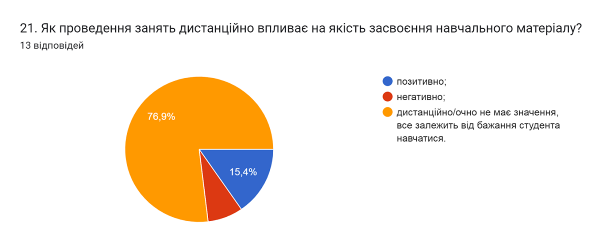 21. Як проведення занять дистанційно впливає на якість засвоєння навчального матеріалу?
13 відповідей
76,9%
15,4%
позитивно;
негативно;
дистанційно/очно не має значення,
все залежить від бажання студента
навчатися.